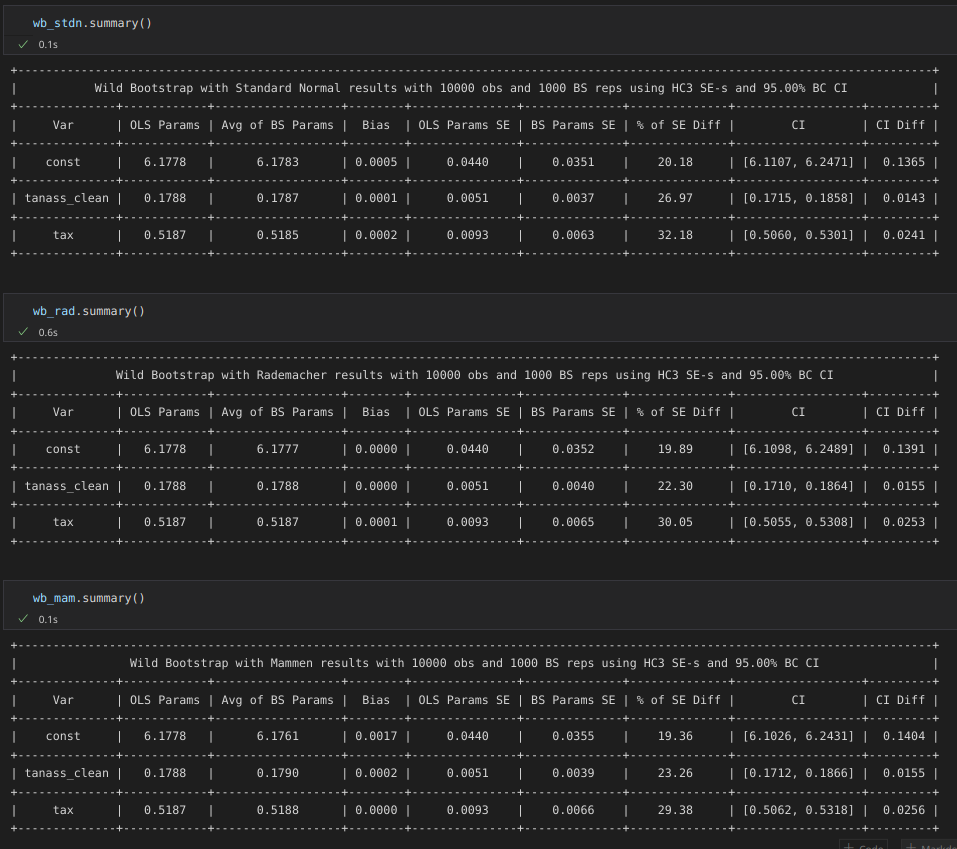 wb_stdn.summary()
✓ 0.1s
+----------------------------------------------------------------------------------------------------------------------------------+
| Wild Bootstrap with Standard Normal results with 10000 obs and 1000 BS reps using HC3 SE-s and 95.00% BC CI |
+--------------+------------+------------------+--------+---------------+--------------+--------------+------------------+---------+
| Var | OLS Params | Avg of BS Params | Bias | OLS Params SE | BS Params SE | % of SE Diff | CI | CI Diff |
+--------------+------------+------------------+--------+---------------+--------------+--------------+------------------+---------+
| const | 6.1778 | 6.1783 | 0.0005 | 0.0440 | 0.0351 | 20.18 | [6.1107, 6.2471] | 0.1365 |
+--------------+------------+------------------+--------+---------------+--------------+--------------+------------------+---------+
| tanass_clean | 0.1788 | 0.1787 | 0.0001 | 0.0051 | 0.0037 | 26.97 | [0.1715, 0.1858] | 0.0143 |
+--------------+------------+------------------+--------+---------------+--------------+--------------+------------------+---------+
| tax | 0.5187 | 0.5185 | 0.0002 | 0.0093 | 0.0063 | 32.18 | [0.5060, 0.5301] | 0.0241 |
+--------------+------------+------------------+--------+---------------+--------------+--------------+------------------+---------+
wb_rad.summary()
✓ 0.6s
+----------------------------------------------------------------------------------------------------------------------------------+
| Wild Bootstrap with Rademacher results with 10000 obs and 1000 BS reps using HC3 SE-s and 95.00% BC CI |
+--------------+------------+------------------+--------+---------------+--------------+--------------+------------------+---------+
| Var | OLS Params | Avg of BS Params | Bias | OLS Params SE | BS Params SE | % of SE Diff | CI | CI Diff |
+--------------+------------+------------------+--------+---------------+--------------+--------------+------------------+---------+
| const | 6.1778 | 6.1777 | 0.0000 | 0.0440 | 0.0352 | 19.89 | [6.1098, 6.2489] | 0.1391 |
+--------------+------------+------------------+--------+---------------+--------------+--------------+------------------+---------+
| tanass_clean | 0.1788 | 0.1788 | 0.0000 | 0.0051 | 0.0040 | 22.30 | [0.1710, 0.1864] | 0.0155 |
+--------------+------------+------------------+--------+---------------+--------------+--------------+------------------+---------+
| tax | 0.5187 | 0.5187 | 0.0001 | 0.0093 | 0.0065 | 30.05 | [0.5055, 0.5308] | 0.0253 |
+--------------+------------+------------------+--------+---------------+--------------+--------------+------------------+---------+
wb_mam.summary()
✓ 0.1s
+----------------------------------------------------------------------------------------------------------------------------------+
| Wild Bootstrap with Mammen results with 10000 obs and 1000 BS reps using HC3 SE-s and 95.00% BC CI |
+--------------+------------+------------------+--------+---------------+--------------+--------------+------------------+---------+
| Var | OLS Params | Avg of BS Params | Bias | OLS Params SE | BS Params SE | % of SE Diff | CI | CI Diff |
+--------------+------------+------------------+--------+---------------+--------------+--------------+------------------+---------+
| const | 6.1778 | 6.1761 | 0.0017 | 0.0440 | 0.0355 | 19.36 | [6.1026, 6.2431] | 0.1404 |
+--------------+------------+------------------+--------+---------------+--------------+--------------+------------------+---------+
| tanass_clean | 0.1788 | 0.1790 | 0.0002 | 0.0051 | 0.0039 | 23.26 | [0.1712, 0.1866] | 0.0155 |
+--------------+------------+------------------+--------+---------------+--------------+--------------+------------------+---------+
| tax | 0.5187 | 0.5188 | 0.0000 | 0.0093 | 0.0066 | 29.38 | [0.5062, 0.5318] | 0.0256 |
+--------------+------------+------------------+--------+---------------+--------------+--------------+------------------+---------+